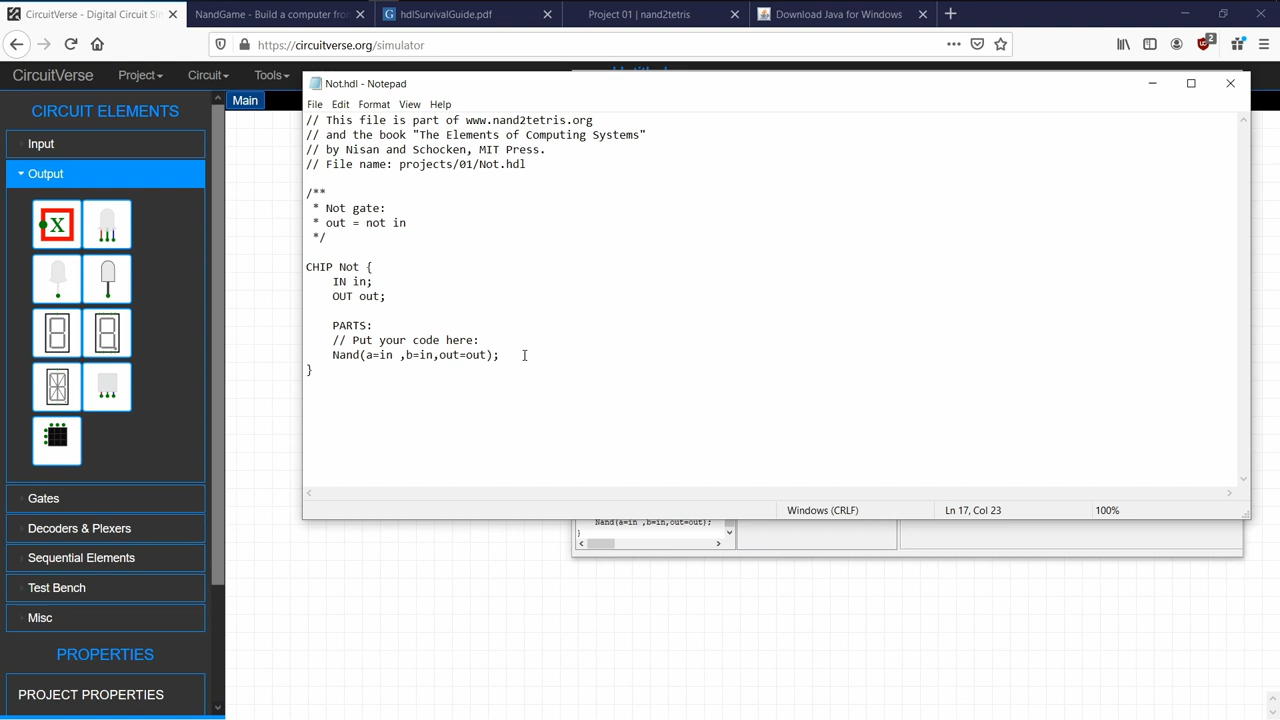 CircuitVerse - Digital Circuit Sim
NandGame - Build a computer from
hdlSurvivalGuide.pdf
Project 01 | nand2tetris
Download Java for Windows
https://circuitverse.org/simulator
2
CircuitVerse
Project
Circuit
Tools
Main
CIRCUIT ELEMENTS
Input
Output
X
Gates
Decoders & Plexers
Sequential Elements
Test Bench
Misc
PROPERTIES
PROJECT PROPERTIES
Not.hdl - Notepad
File Edit Format View Help
// This file is part of www.nand2tetris.org
// and the book "The Elements of Computing Systems"
// by Nisan and Schocken, MIT Press.
// File name: projects/01/Not.hdl
/**
* Not gate:
* out = not in
*/
CHIP Not {
IN in;
OUT out;
PARTS:
// Put your code here:
Nand(a=in ,b=in,out=out);
}
Windows (CRLF)
Ln 17, Col 23
100%
Nand(a=in ,b=in,out=out);
}